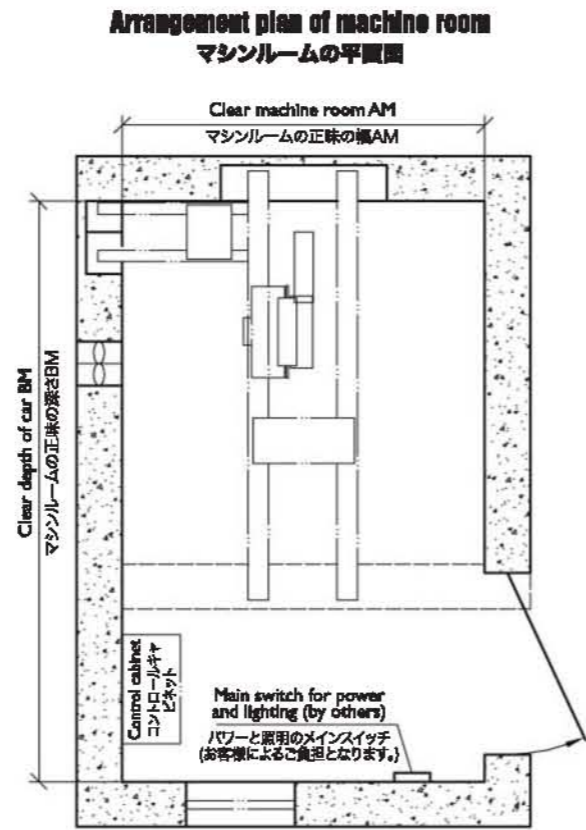 Arrangement plan of machine room
マシンルームの平置図
Clear machine room AM
マシンルームの正味の幅AM
Clear depth of car BM
マシンルームの正味の深さBM
Control cabinet
コントロールキャ
ビネット
Main switch for power
and lighting (by others)
パワーと照明のメインスイッチ
(お客様によるご負担となります。)